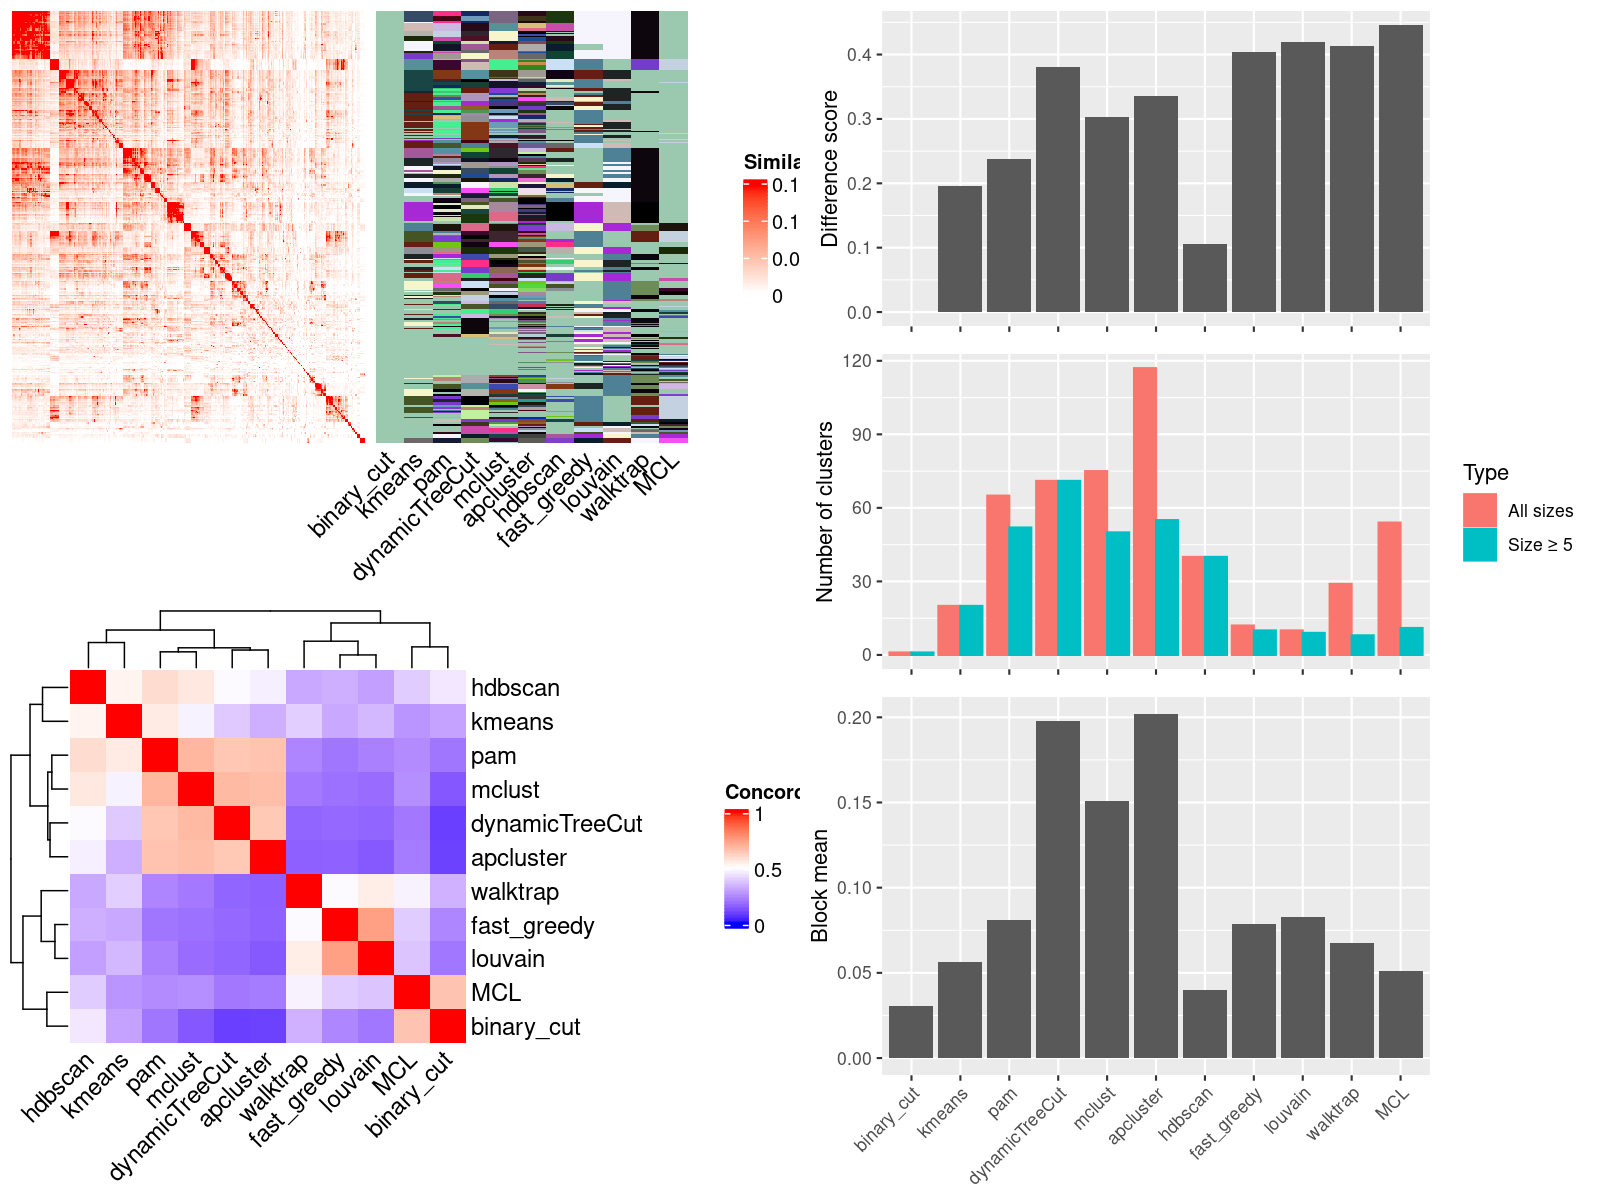 Simila
0.1
0.1
0.0
0
binary_cut
kmeans
pam
dynamicTreeCut
mclust
apcluster
hdbscan
fast_greedy
louvain
walktrap
MCL
hdbscan
kmeans
pam
mclust
dynamicTreeCut
apcluster
walktrap
fast_greedy
louvain
MCL
binary_cut
hdbscan
kmeans
pam
mclust
dynamicTreeCut
apcluster
walktrap
fast_greedy
louvain
MCL
binary_cut
Concord
1
0.5
0
Difference score
0.4
0.3
0.2
0.1
0.0
Number of clusters
120
90
60
30
0
Type
All sizes
Size ≥ 5
Block mean
0.20
0.15
0.10
0.05
0.00
binary_cut
kmeans
pam
dynamicTreeCut
mclust
apcluster
hdbscan
fast_greedy
louvain
walktrap
MCL